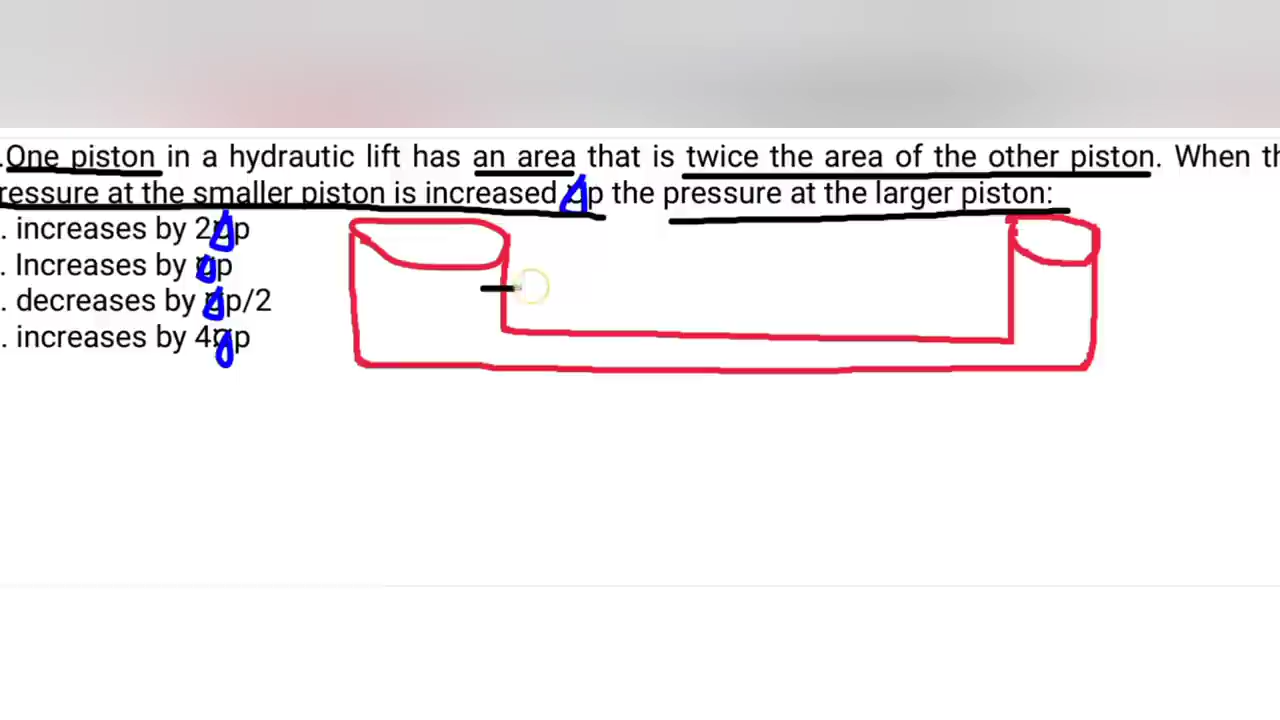 .One piston in a hydrautic lift has an area that is twice the area of the other piston. When th
ressure at the smaller piston is increased Δp the pressure at the larger piston:
. increases by 2Δp
. Increases by Δp
. decreases by Δp/2
. increases by 4Δp